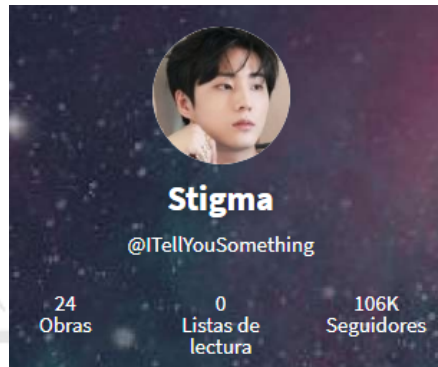 Stigma
@ITellYouSomething
24
Obras
0
Listas de
lectura
106K
Seguidores